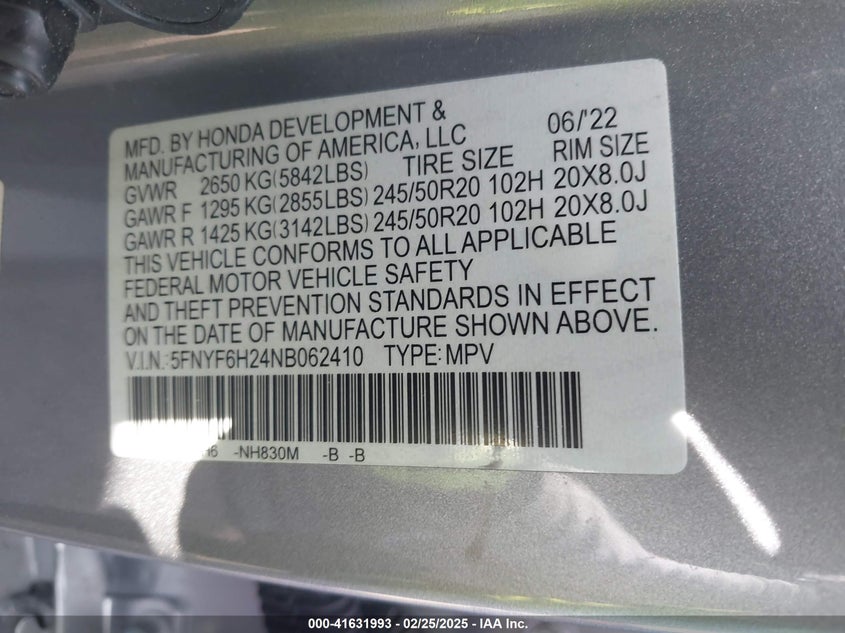 MFD. BY HONDA DEVELOPMENT & 06/'22
MANUFACTURING OF AMERICA, LLC
GVWR 2650 KG(5842LBS) TIRE SIZE RIM SIZE
GAWR F 1295 KG(2855LBS) 245/50R20 102H 20X8.0J
GAWR R 1425 KG(3142LBS) 245/50R20 102H 20X8.0J
THIS VEHICLE CONFORMS TO ALL APPLICABLE
FEDERAL MOTOR VEHICLE SAFETY
AND THEFT PREVENTION STANDARDS IN EFFECT
ON THE DATE OF MANUFACTURE SHOWN ABOVE.
V.I.N.:5FNYF6H24NB062410 TYPE:MPV
-NH830M -B -B
000-41631993 / 02/25/2025 - IAA Inc.